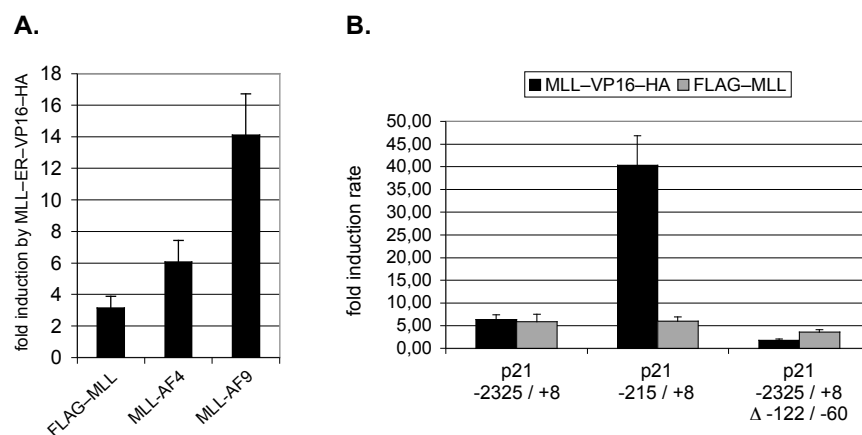 A.
fold induction by MLL–ER–VP16–HA
18
16
14
12
10
8
6
4
2
0
FLAG–MLL
MLL-AF4
MLL-AF9
B.
MLL–VP16–HA
FLAG–MLL
fold induction rate
50,00
45,00
40,00
35,00
30,00
25,00
20,00
15,00
10,00
5,00
0,00
p21
-2325 / +8
p21
-215 / +8
p21
-2325 / +8
Δ -122 / -60